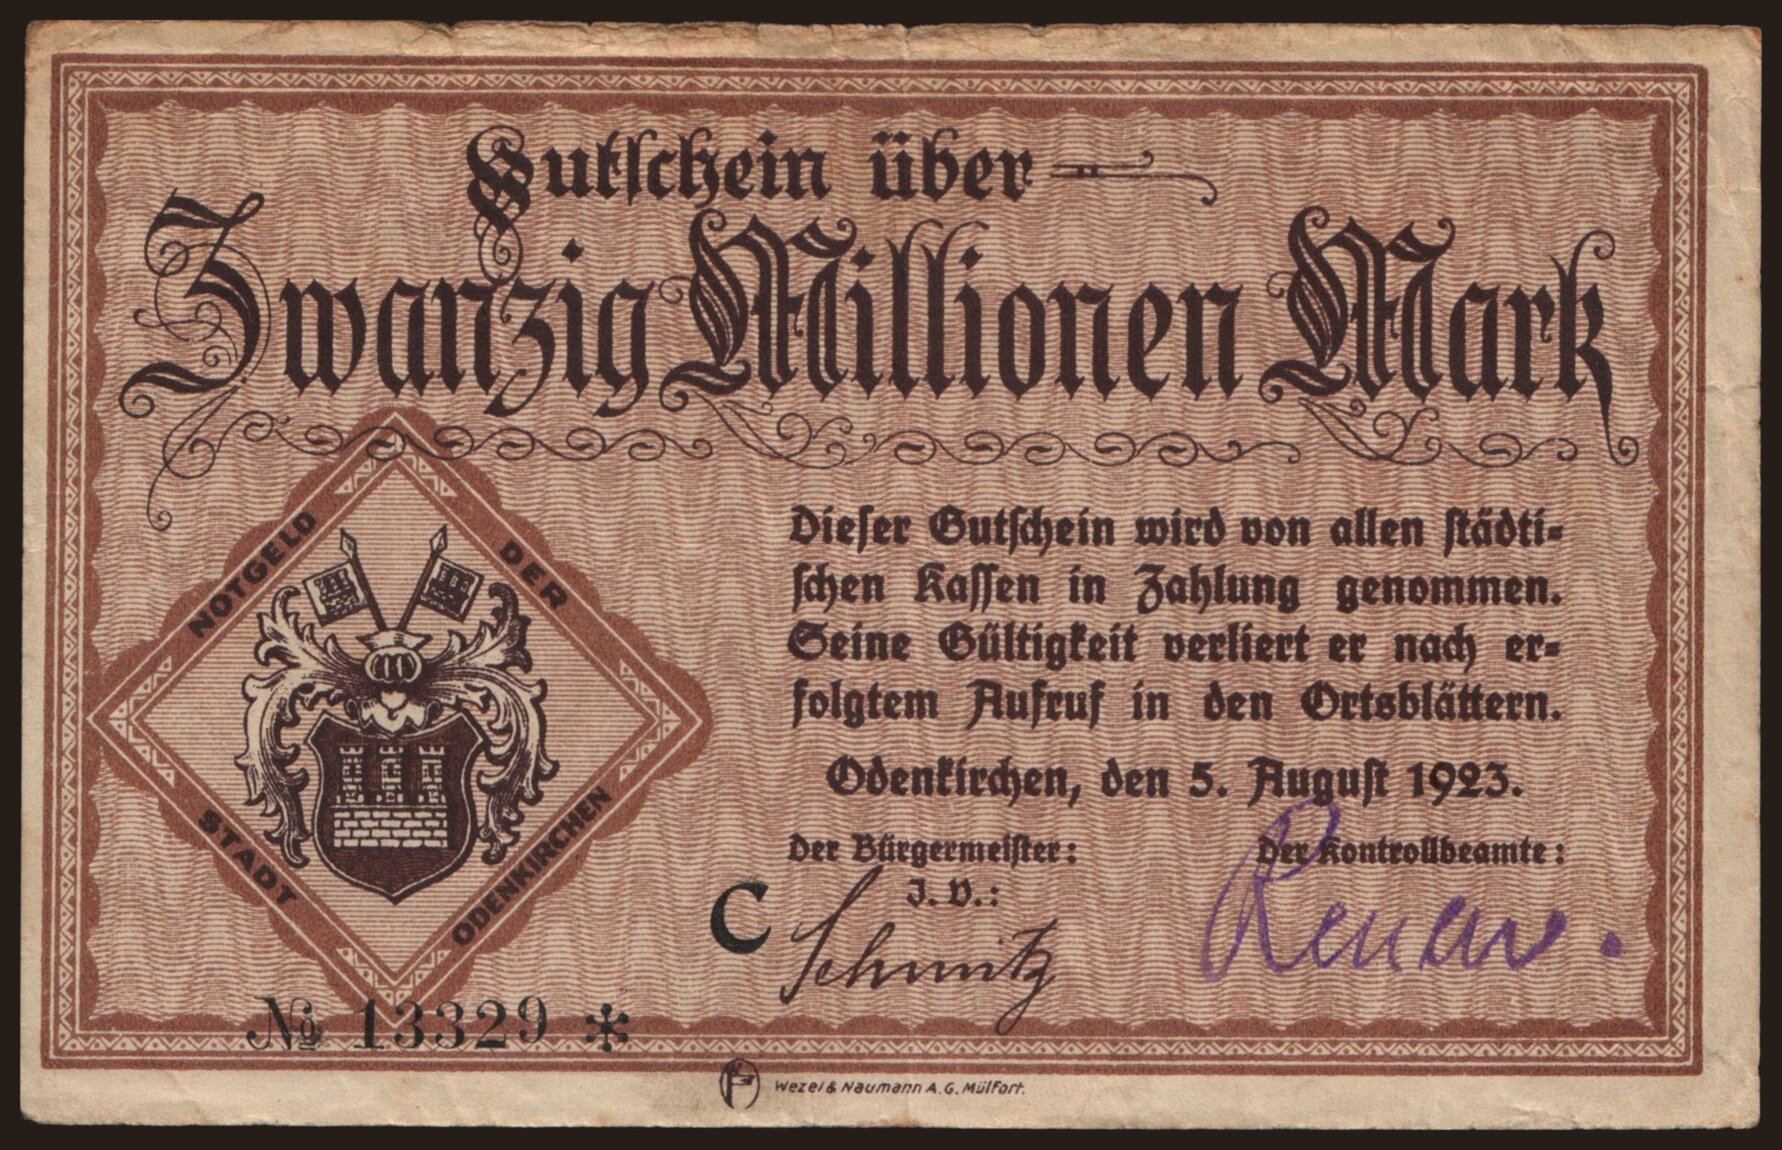 Gutschein über
Zwanzig Millionen Mark
NOTGELD
DER
STADT
ODENKIRCHEN
Dieser Gutschein wird von allen städti=
schen Kassen in Zahlung genommen.
Seine Gültigkeit verliert er nach er=
folgtem Aufruf in den Ortsblättern.
Odenkirchen, den 5. August 1923.
Der Bürgermeister:
J. V.:
Schmitz
Der Kontrollbeamte:
C
№ 13329 *
Wezel & Naumann A.G. Mülfort.